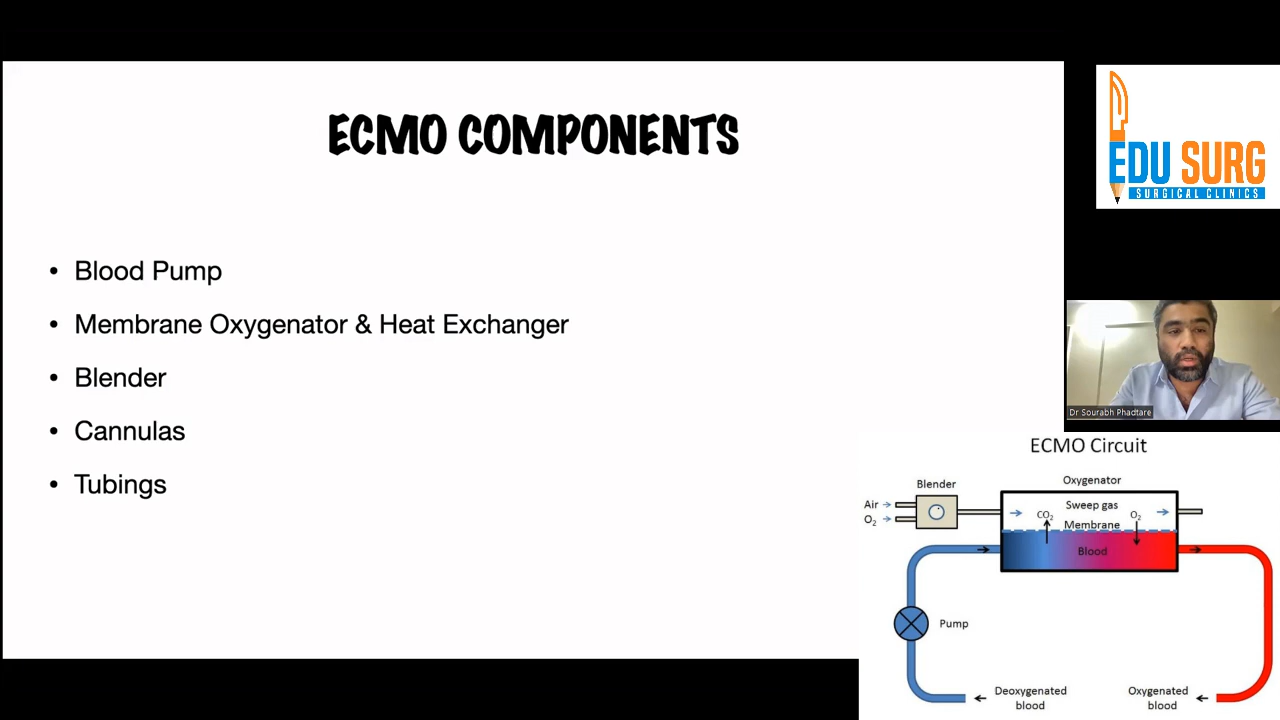 ECMO COMPONENTS
• Blood Pump
• Membrane Oxygenator & Heat Exchanger
• Blender
• Cannulas
• Tubings
EDU SURG
SURGICAL CLINICS
Dr Sourabh Phadtare
ECMO Circuit
Blender
Oxygenator
Air
O₂
Sweep gas
CO₂
O₂
Membrane
Blood
Pump
Deoxygenated
blood
Oxygenated
blood